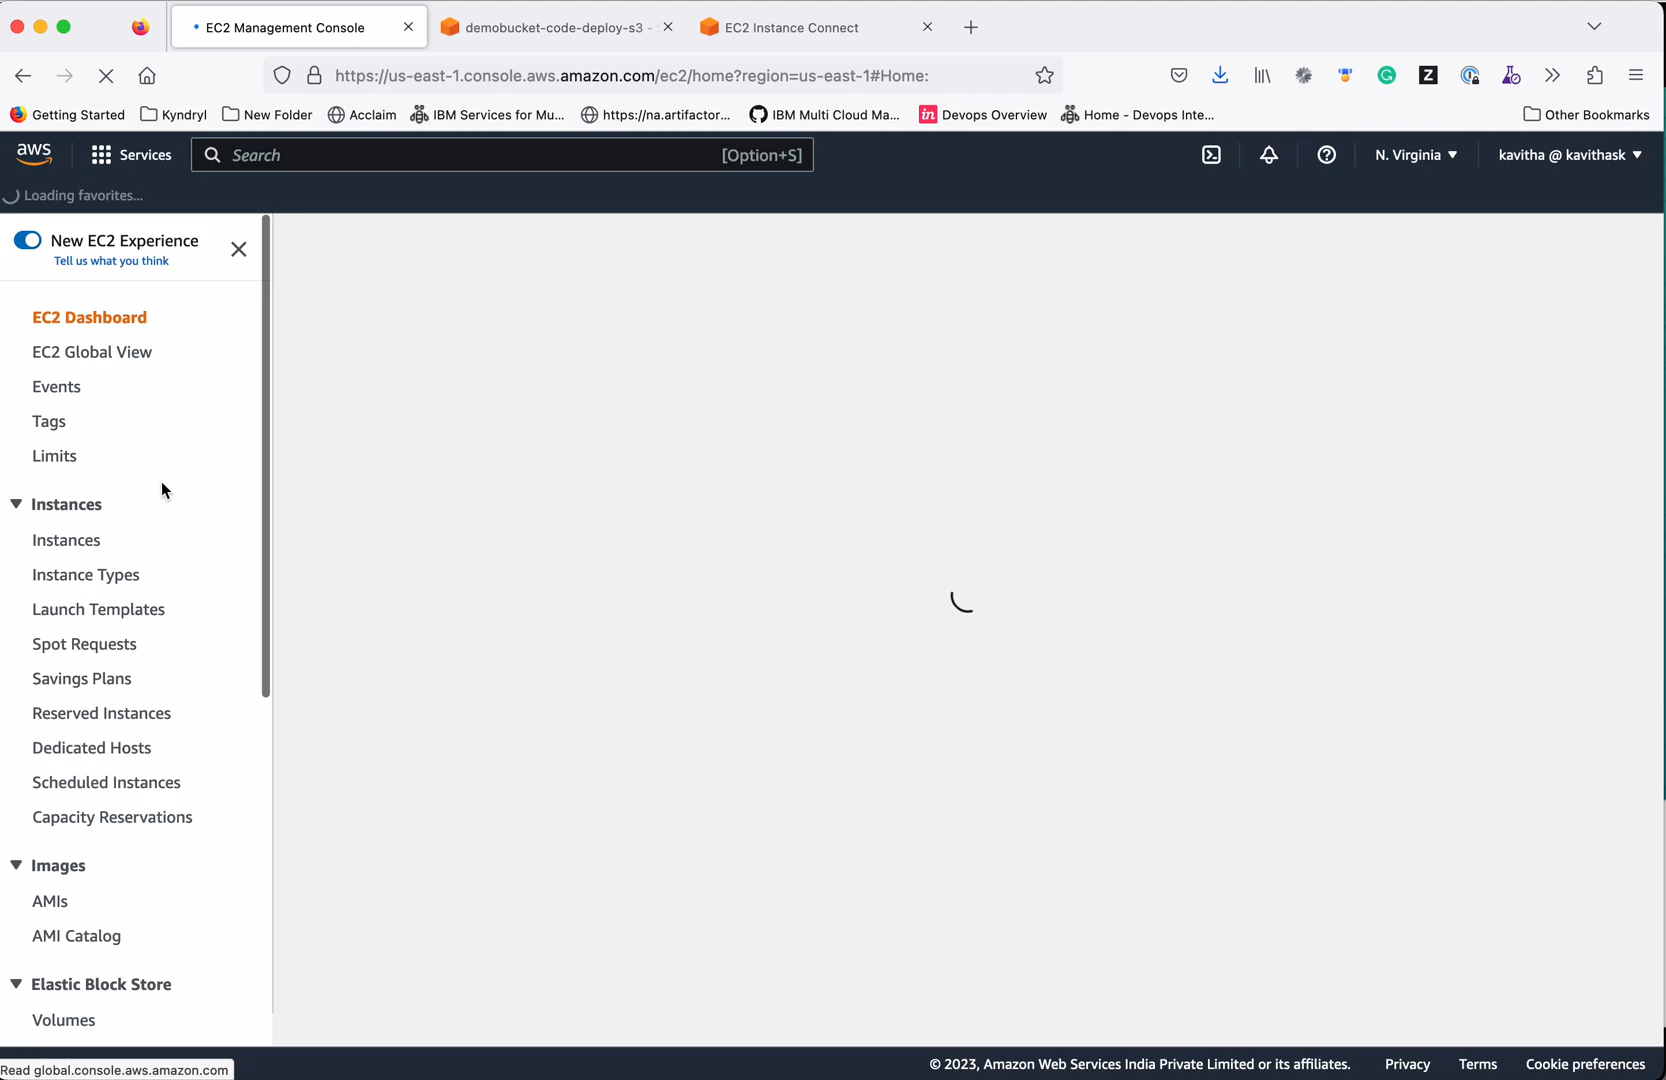 EC2 Management Console
demobucket-code-deploy-s3 -
EC2 Instance Connect
https://us-east-1.console.aws.amazon.com/ec2/home?region=us-east-1#Home:
Getting Started
Kyndryl
New Folder
Acclaim
IBM Services for Mu...
https://na.artifactor...
IBM Multi Cloud Ma...
in
Devops Overview
Home - Devops Inte...
Other Bookmarks
aws
Services
Search
[Option+S]
N. Virginia
kavitha @ kavithask
Loading favorites...
New EC2 Experience
Tell us what you think
EC2 Dashboard
EC2 Global View
Events
Tags
Limits
Instances
Instances
Instance Types
Launch Templates
Spot Requests
Savings Plans
Reserved Instances
Dedicated Hosts
Scheduled Instances
Capacity Reservations
Images
AMIs
AMI Catalog
Elastic Block Store
Volumes
Read global.console.aws.amazon.com
© 2023, Amazon Web Services India Private Limited or its affiliates.
Privacy
Terms
Cookie preferences